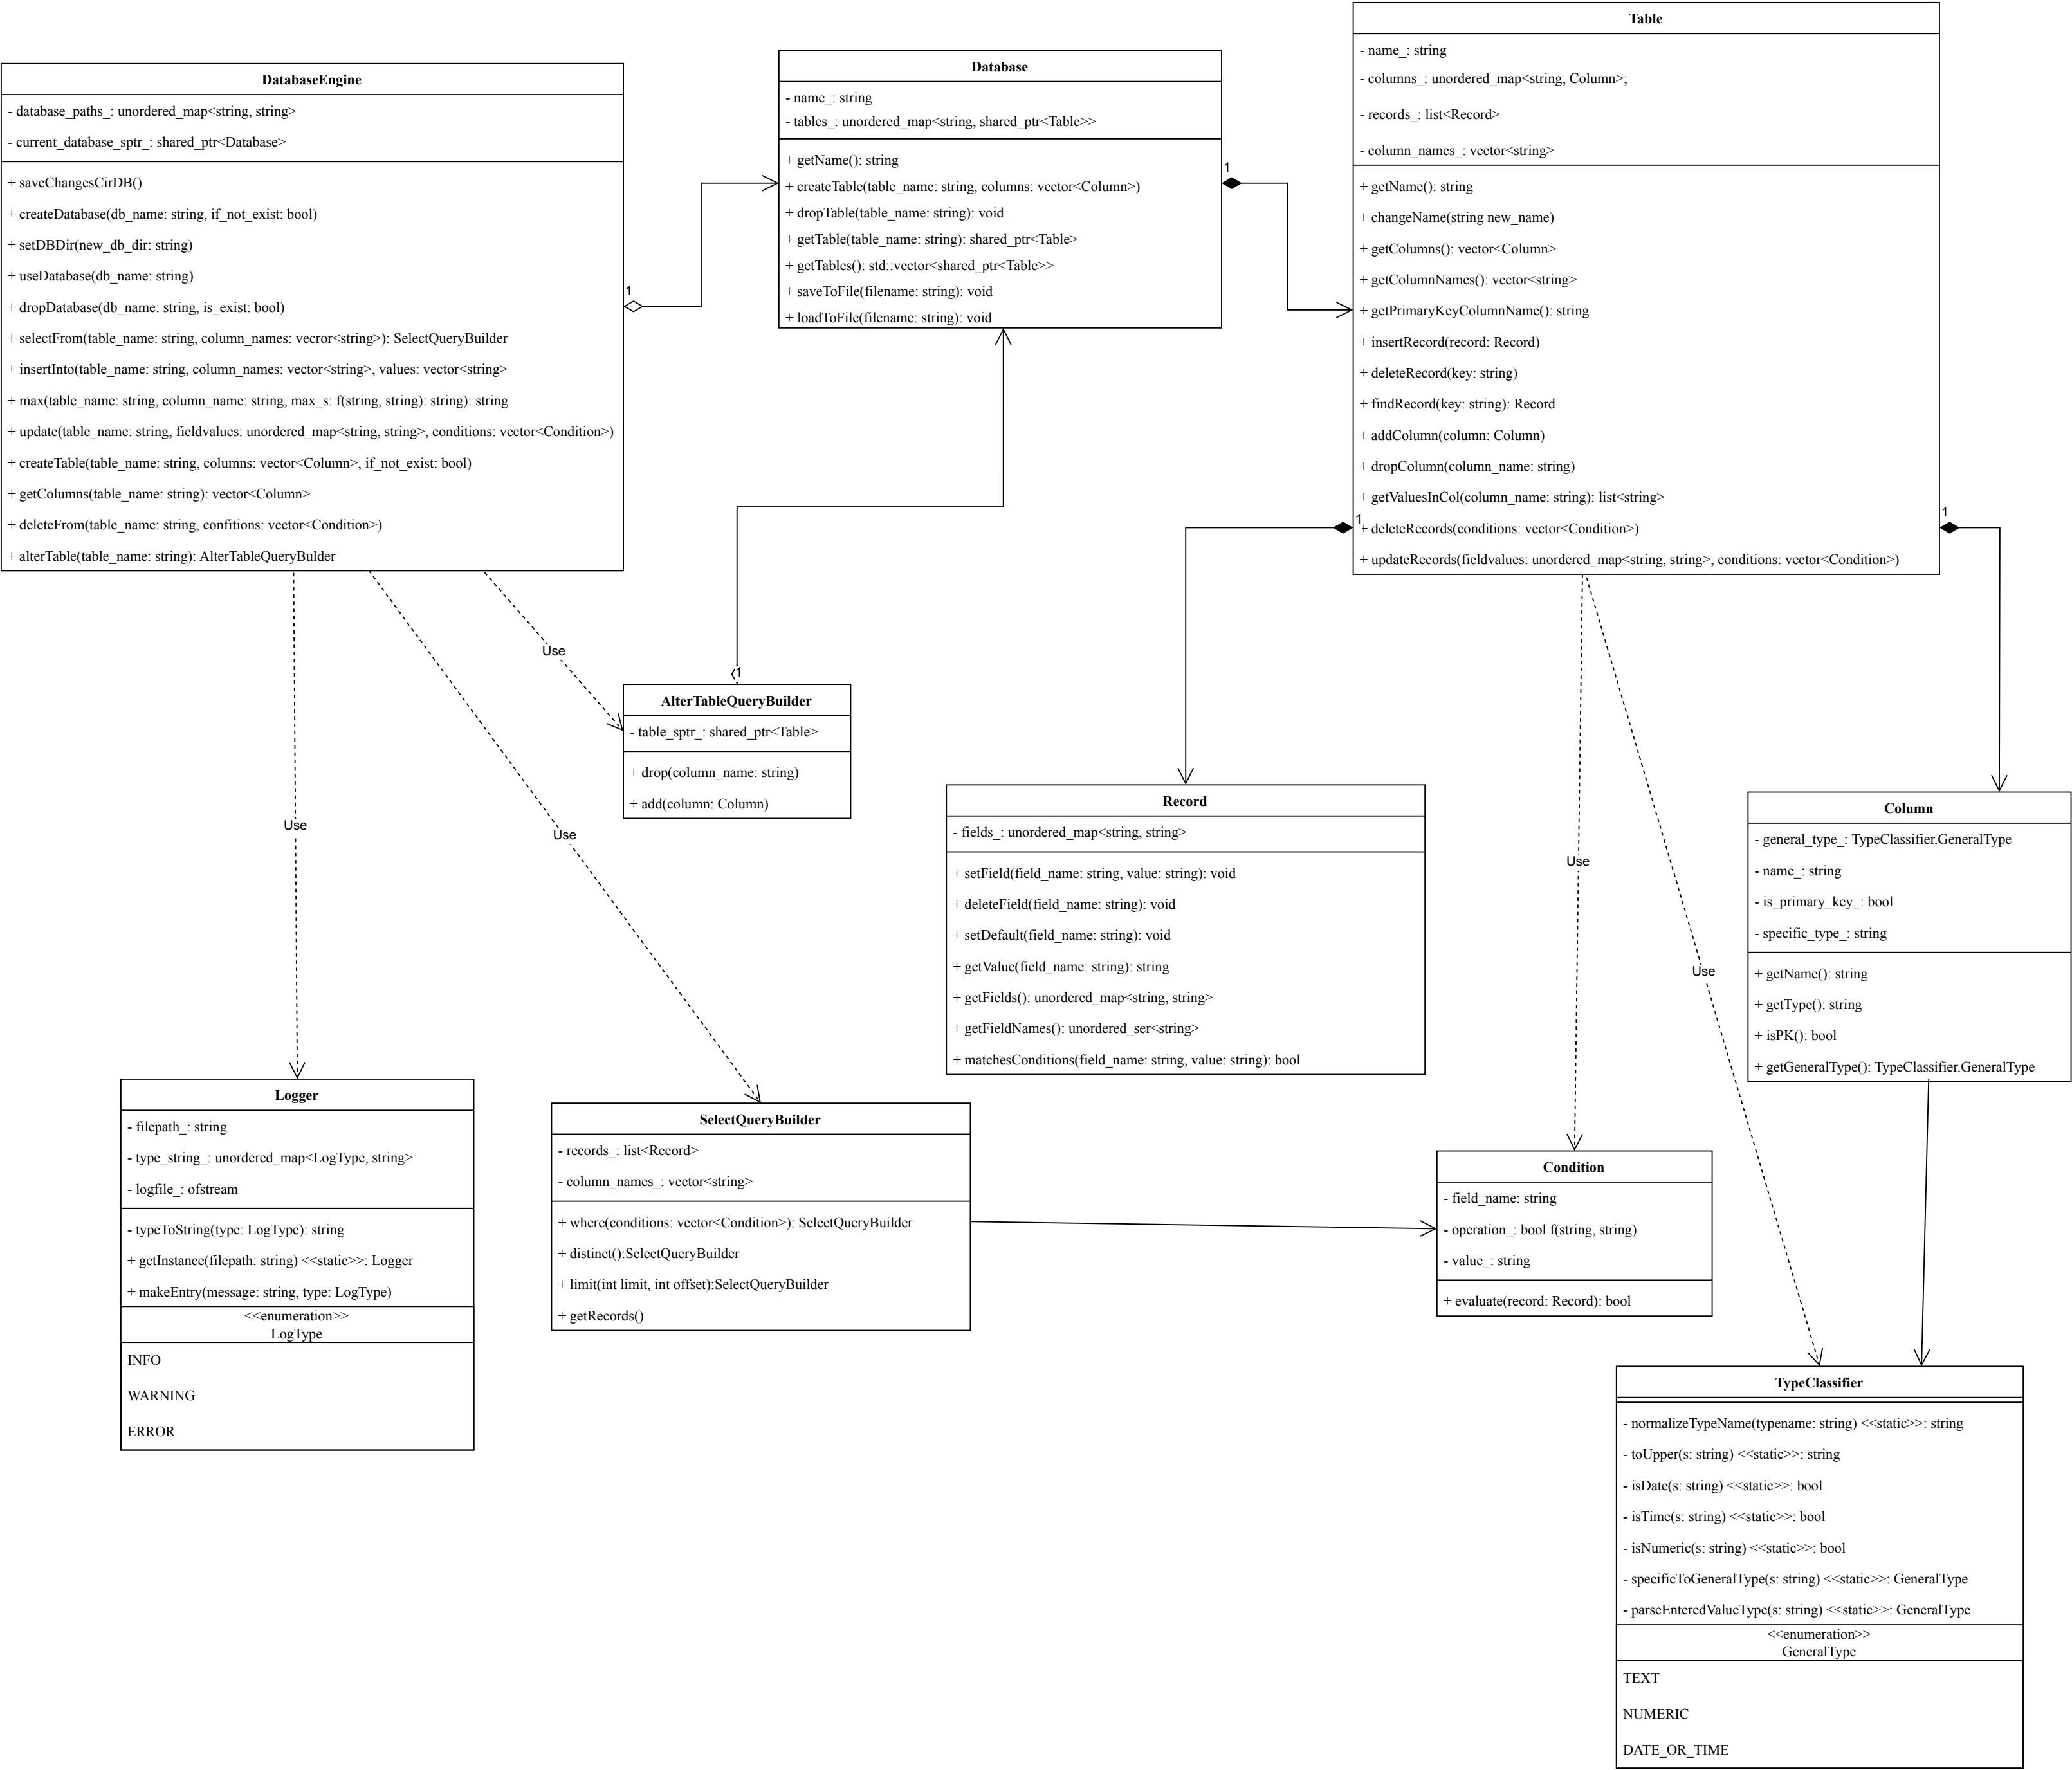 DatabaseEngine
- database_paths_: unordered_map<string, string>
- current_database_sptr_: shared_ptr<Database>
+ saveChangesCirDB()
+ createDatabase(db_name: string, if_not_exist: bool)
+ setDBDir(new_db_dir: string)
+ useDatabase(db_name: string)
+ dropDatabase(db_name: string, is_exist: bool)
+ selectFrom(table_name: string, column_names: vecror<string>): SelectQueryBuilder
+ insertInto(table_name: string, column_names: vector<string>, values: vector<string>
+ max(table_name: string, column_name: string, max_s: f(string, string): string): string
+ update(table_name: string, fieldvalues: unordered_map<string, string>, conditions: vector<Condition>)
+ createTable(table_name: string, columns: vector<Column>, if_not_exist: bool)
+ getColumns(table_name: string): vector<Column>
+ deleteFrom(table_name: string, confitions: vector<Condition>)
+ alterTable(table_name: string): AlterTableQueryBulder
1
Database
- name_: string
- tables_: unordered_map<string, shared_ptr<Table>>
+ getName(): string
+ createTable(table_name: string, columns: vector<Column>)
+ dropTable(table_name: string): void
+ getTable(table_name: string): shared_ptr<Table>
+ getTables(): std::vector<shared_ptr<Table>>
+ saveToFile(filename: string): void
+ loadToFile(filename: string): void
1
Table
- name_: string
- columns_: unordered_map<string, Column>;
- records_: list<Record>
- column_names_: vector<string>
+ getName(): string
+ changeName(string new_name)
+ getColumns(): vector<Column>
+ getColumnNames(): vector<string>
+ getPrimaryKeyColumnName(): string
+ insertRecord(record: Record)
+ deleteRecord(key: string)
+ findRecord(key: string): Record
+ addColumn(column: Column)
+ dropColumn(column_name: string)
+ getValuesInCol(column_name: string): list<string>
+ deleteRecords(conditions: vector<Condition>)
+ updateRecords(fieldvalues: unordered_map<string, string>, conditions: vector<Condition>)
1
1
Use
Use
Use
1
AlterTableQueryBuilder
- table_sptr_: shared_ptr<Table>
+ drop(column_name: string)
+ add(column: Column)
Record
- fields_: unordered_map<string, string>
+ setField(field_name: string, value: string): void
+ deleteField(field_name: string): void
+ setDefault(field_name: string): void
+ getValue(field_name: string): string
+ getFields(): unordered_map<string, string>
+ getFieldNames(): unordered_ser<string>
+ matchesConditions(field_name: string, value: string): bool
Use
Use
Column
- general_type_: TypeClassifier.GeneralType
- name_: string
- is_primary_key_: bool
- specific_type_: string
+ getName(): string
+ getType(): string
+ isPK(): bool
+ getGeneralType(): TypeClassifier.GeneralType
Logger
- filepath_: string
- type_string_: unordered_map<LogType, string>
- logfile_: ofstream
- typeToString(type: LogType): string
+ getInstance(filepath: string) <<static>>: Logger
+ makeEntry(message: string, type: LogType)
<<enumeration>>
LogType
INFO
WARNING
ERROR
SelectQueryBuilder
- records_: list<Record>
- column_names_: vector<string>
+ where(conditions: vector<Condition>): SelectQueryBuilder
+ distinct():SelectQueryBuilder
+ limit(int limit, int offset):SelectQueryBuilder
+ getRecords()
Condition
- field_name: string
- operation_: bool f(string, string)
- value_: string
+ evaluate(record: Record): bool
TypeClassifier
- normalizeTypeName(typename: string) <<static>>: string
- toUpper(s: string) <<static>>: string
- isDate(s: string) <<static>>: bool
- isTime(s: string) <<static>>: bool
- isNumeric(s: string) <<static>>: bool
- specificToGeneralType(s: string) <<static>>: GeneralType
- parseEnteredValueType(s: string) <<static>>: GeneralType
<<enumeration>>
GeneralType
TEXT
NUMERIC
DATE_OR_TIME